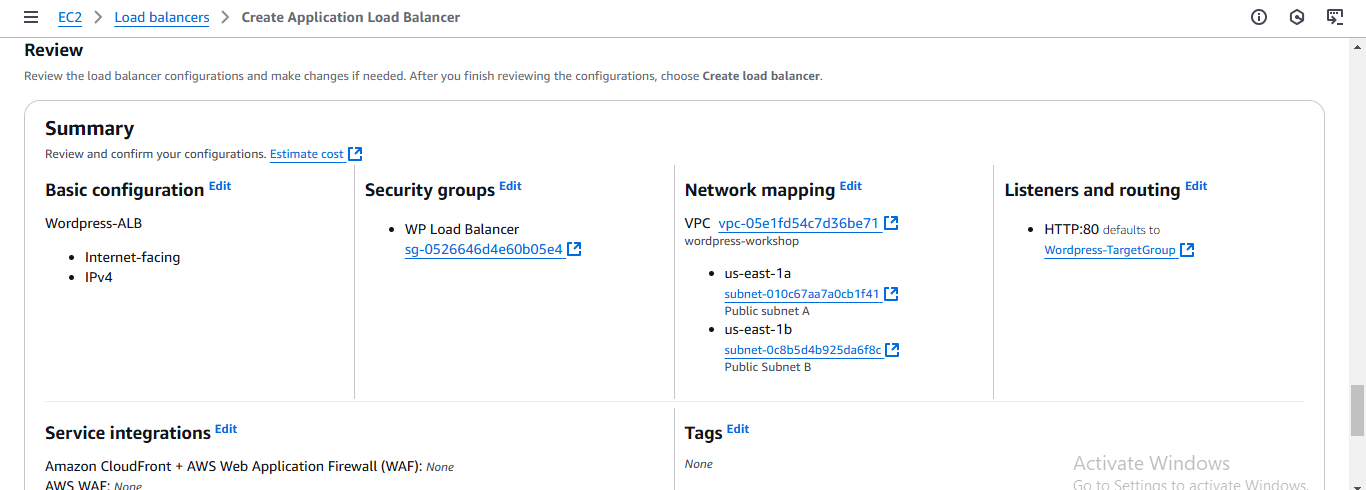 EC2 > Load balancers > Create Application Load Balancer
Review
Review the load balancer configurations and make changes if needed. After you finish reviewing the configurations, choose Create load balancer.
Summary
Review and confirm your configurations. Estimate cost
Basic configuration Edit
Wordpress-ALB
• Internet-facing
• IPv4
Security groups Edit
• WP Load Balancer
sg-0526646d4e60b05e4
Network mapping Edit
VPC vpc-05e1fd54c7d36be71
wordpress-workshop
• us-east-1a
subnet-010c67aa7a0cb1f41
Public subnet A
• us-east-1b
subnet-0c8b5d4b925da6f8c
Public Subnet B
Listeners and routing Edit
• HTTP:80 defaults to
Wordpress-TargetGroup
Service integrations Edit
Amazon CloudFront + AWS Web Application Firewall (WAF): None
AWS WAF: None
Tags Edit
None
Activate Windows
Go to Settings to activate Windows.